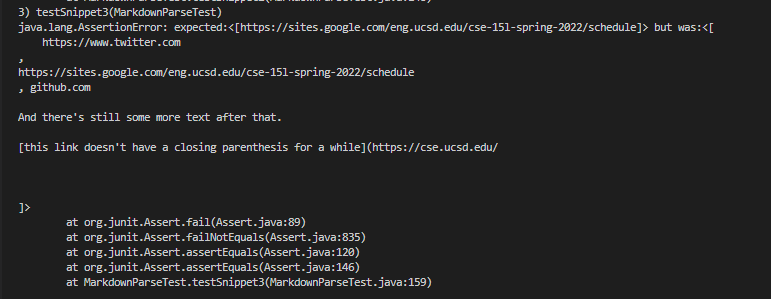 3) testSnippet3(MarkdownParseTest)
java.lang.AssertionError: expected:<[https://sites.google.com/eng.ucsd.edu/cse-15l-spring-2022/schedule]> but was:<[
    https://www.twitter.com
,
https://sites.google.com/eng.ucsd.edu/cse-15l-spring-2022/schedule
, github.com

And there's still some more text after that.

[this link doesn't have a closing parenthesis for a while](https://cse.ucsd.edu/

]>
        at org.junit.Assert.fail(Assert.java:89)
        at org.junit.Assert.failNotEquals(Assert.java:835)
        at org.junit.Assert.assertEquals(Assert.java:120)
        at org.junit.Assert.assertEquals(Assert.java:146)
        at MarkdownParseTest.testSnippet3(MarkdownParseTest.java:159)